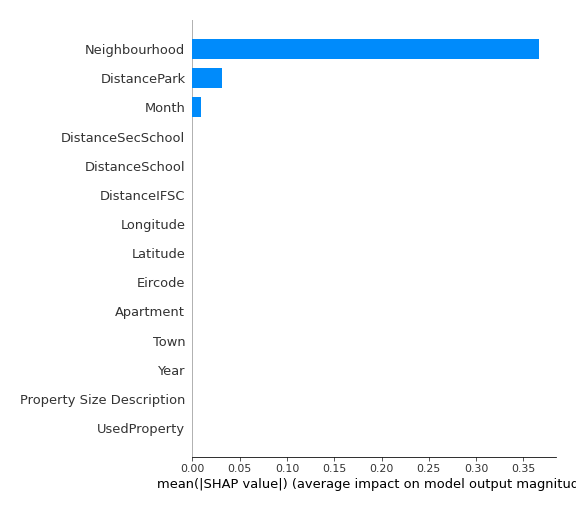 Neighbourhood
DistancePark
Month
DistanceSecSchool
DistanceSchool
DistanceIFSC
Longitude
Latitude
Eircode
Apartment
Town
Year
Property Size Description
UsedProperty
0.00 0.05 0.10 0.15 0.20 0.25 0.30 0.35
mean(|SHAP value|) (average impact on model output magnitud